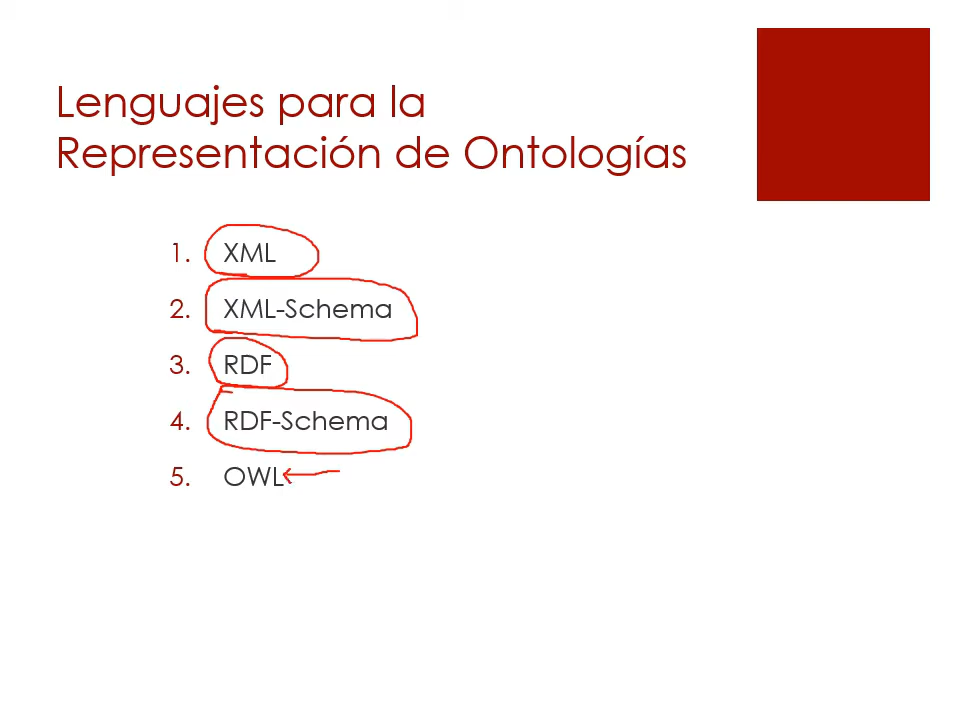 Lenguajes para la
Representación de Ontologías
1. XML
2. XML-Schema
3. RDF
4. RDF-Schema
5. OWL